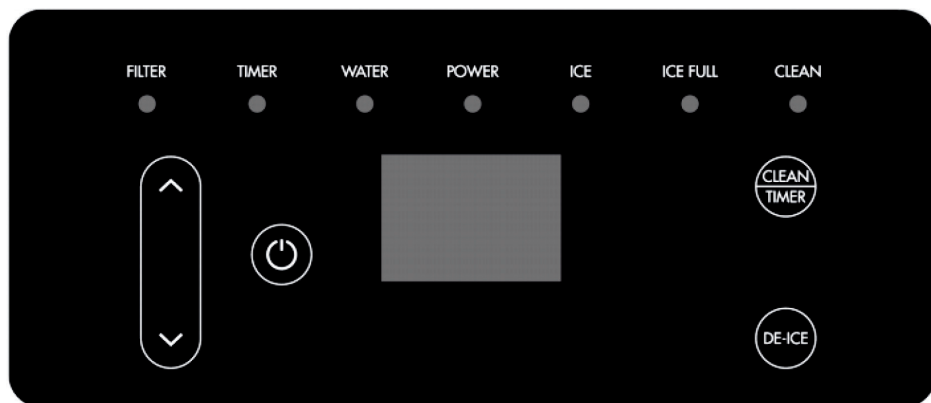 FILTER TIMER WATER POWER ICE ICE FULL CLEAN
CLEAN
TIMER
DE-ICE